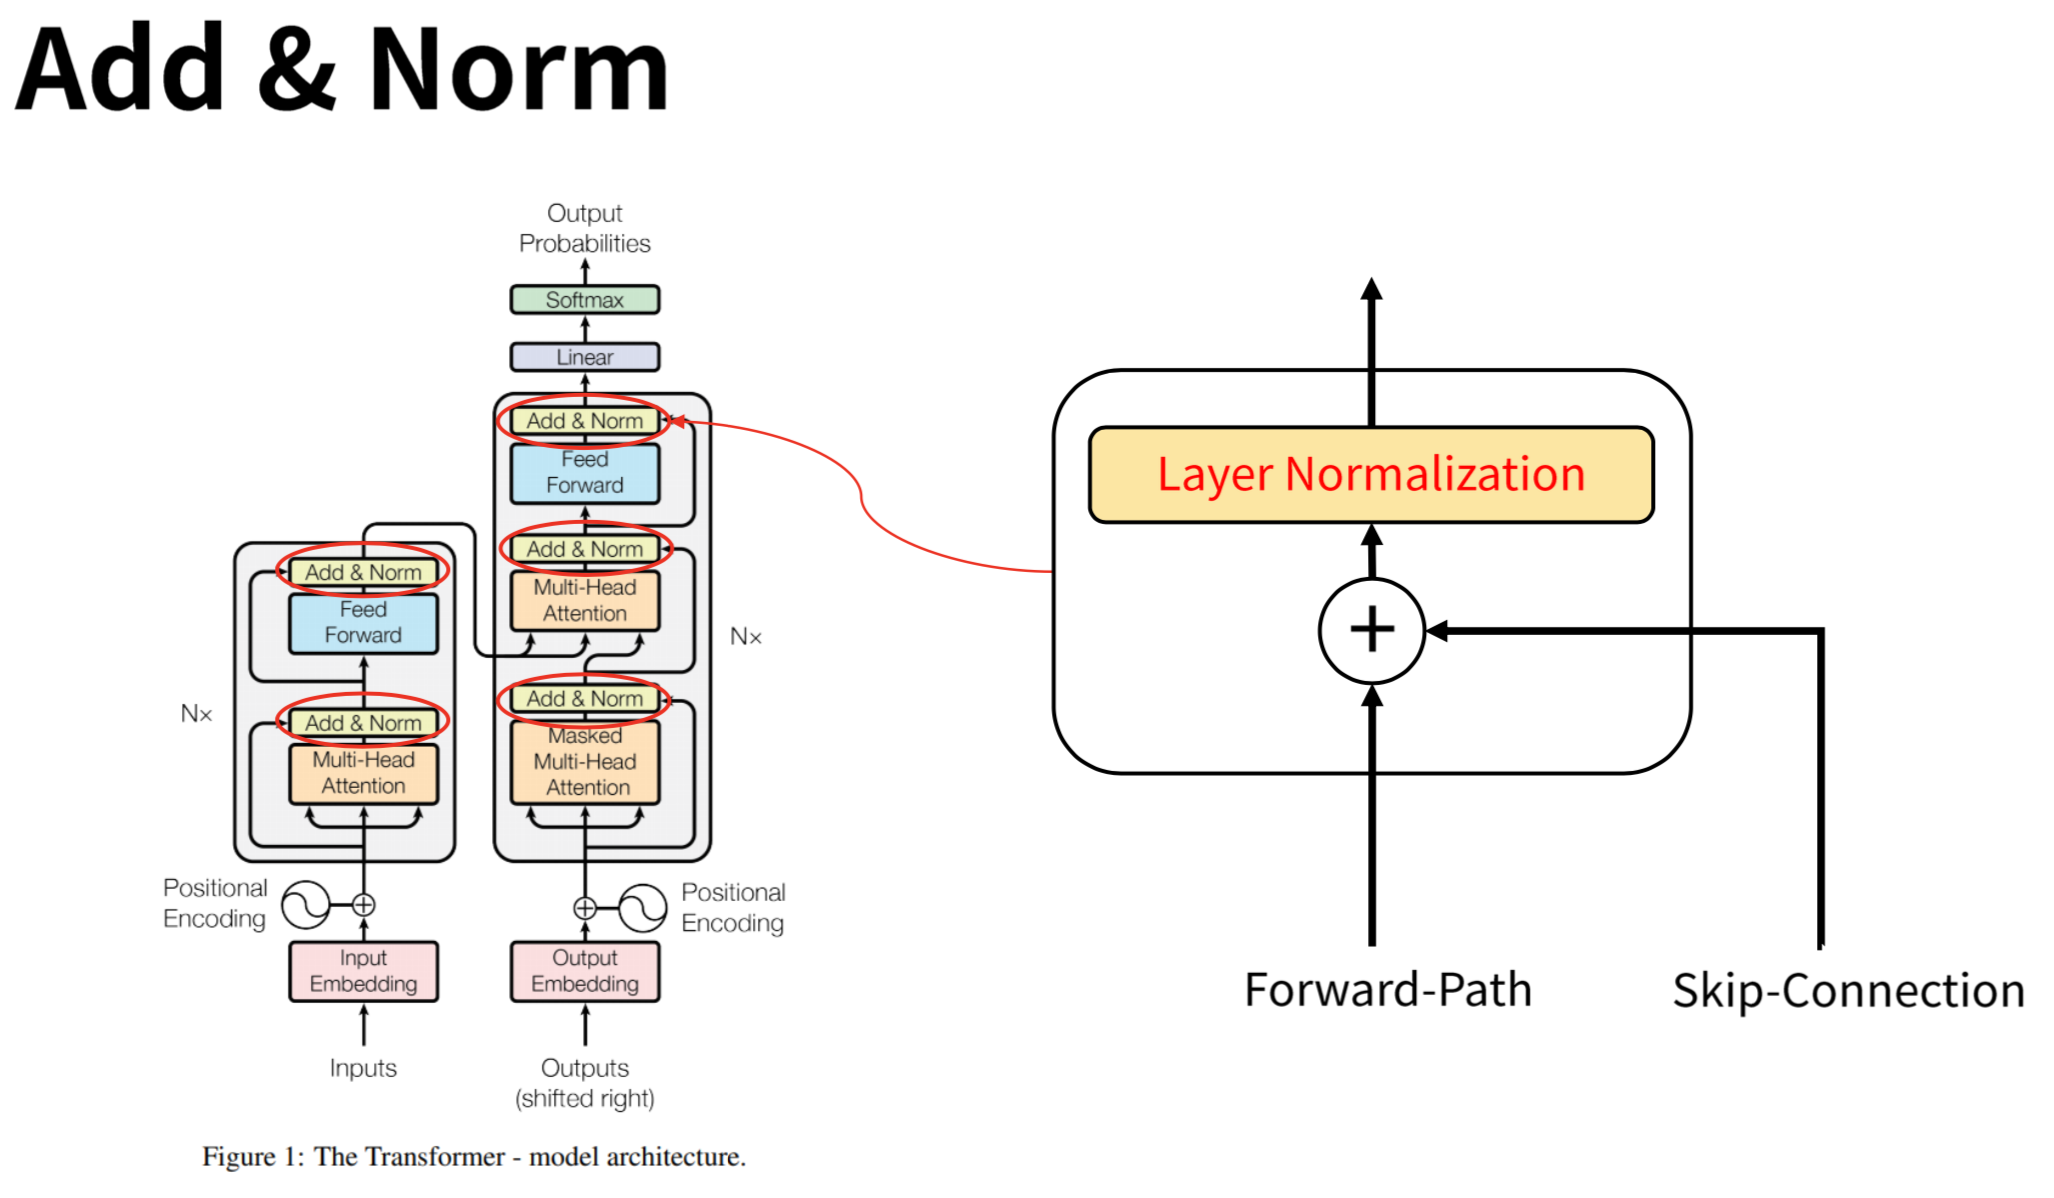 Add & Norm
Output
Probabilities
Softmax
Linear
Add & Norm
Feed
Forward
Add & Norm
Multi-Head
Attention
Nx
Add & Norm
Masked
Multi-Head
Attention
Add & Norm
Feed
Forward
Nx
Add & Norm
Multi-Head
Attention
Positional
Encoding
Positional
Encoding
Input
Embedding
Output
Embedding
Inputs
Outputs
(shifted right)
Figure 1: The Transformer - model architecture.
Layer Normalization
+
Forward-Path
Skip-Connection